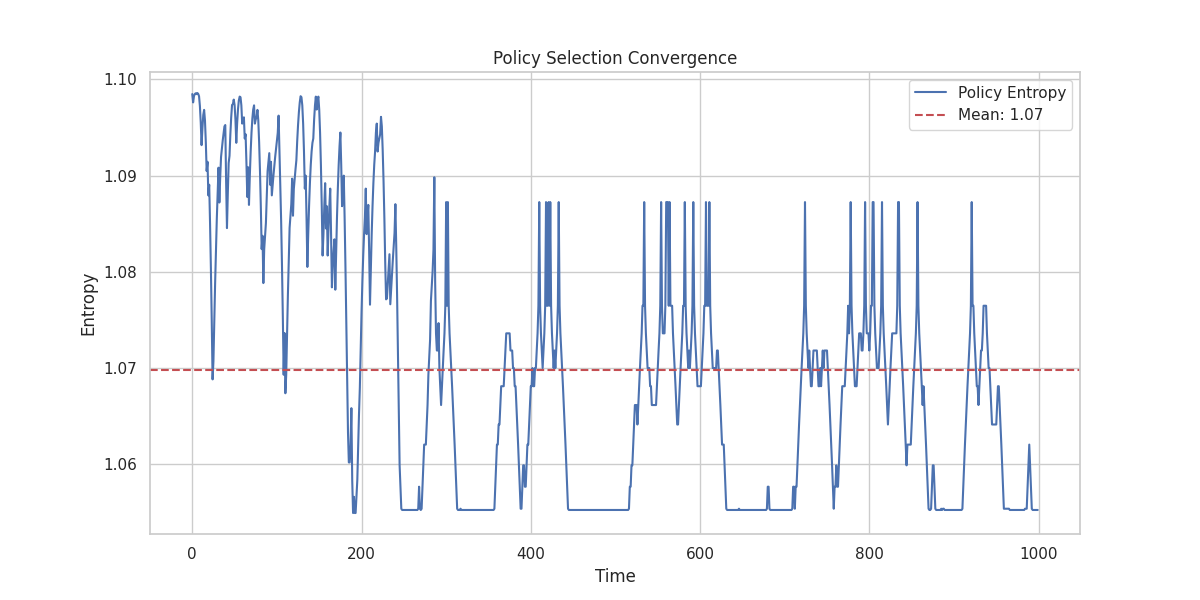 Policy Selection Convergence
Policy Entropy
Mean: 1.07
Entropy
1.10
1.09
1.08
1.07
1.06
0
200
400
600
800
1000
Time